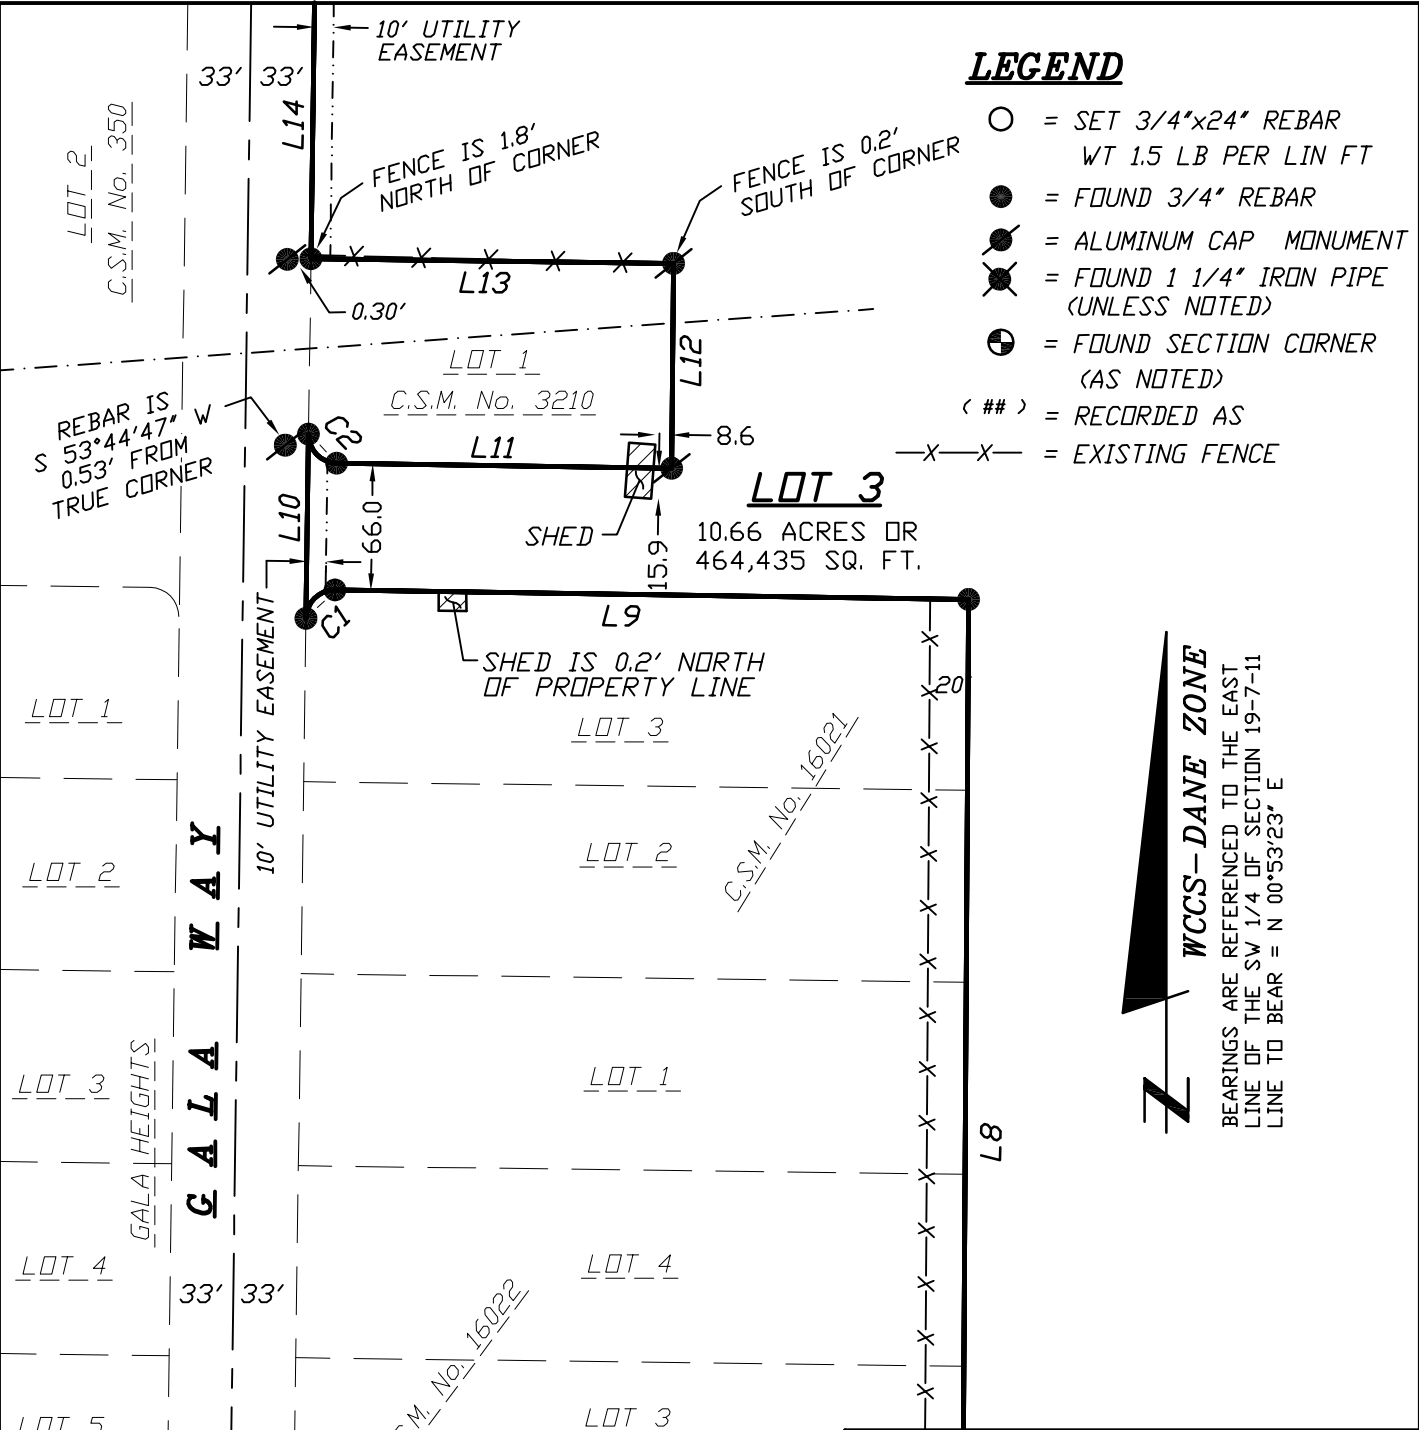 10' UTILITY
EASEMENT
33' 33'
L14
LOT 2
C.S.M. No. 350
FENCE IS 1.8'
NORTH OF CORNER
FENCE IS 0.2'
SOUTH OF CORNER
LEGEND
= SET 3/4"x24" REBAR
WT 1.5 LB PER LIN FT
= FOUND 3/4" REBAR
= ALUMINUM CAP MONUMENT
= FOUND 1 1/4" IRON PIPE
(UNLESS NOTED)
= FOUND SECTION CORNER
(AS NOTED)
( ## ) = RECORDED AS
—X—X— = EXISTING FENCE
L13
0.30'
L12
LOT 1
C.S.M. No. 3210
REBAR IS
S 53°44'47" W
0.53' FROM
TRUE CORNER
C2
L11
8.6
L10
66.0
SHED
15.9
LOT 3
10.66 ACRES OR
464,435 SQ. FT.
C1
L9
SHED IS 0.2' NORTH
OF PROPERTY LINE
10' UTILITY EASEMENT
20'
LOT 1
LOT 2
LOT 3
LOT 4
LOT 5
GALA HEIGHTS
GALA WAY
33' 33'
LOT 3
LOT 2
C.S.M. No. 16021
LOT 1
LOT 4
LOT 3
.S.M. No. 16022
L8
WCCS-DANE ZONE
BEARINGS ARE REFERENCED TO THE EAST
LINE OF THE SW 1/4 OF SECTION 19-7-11
LINE TO BEAR = N 00°53'23" E
N